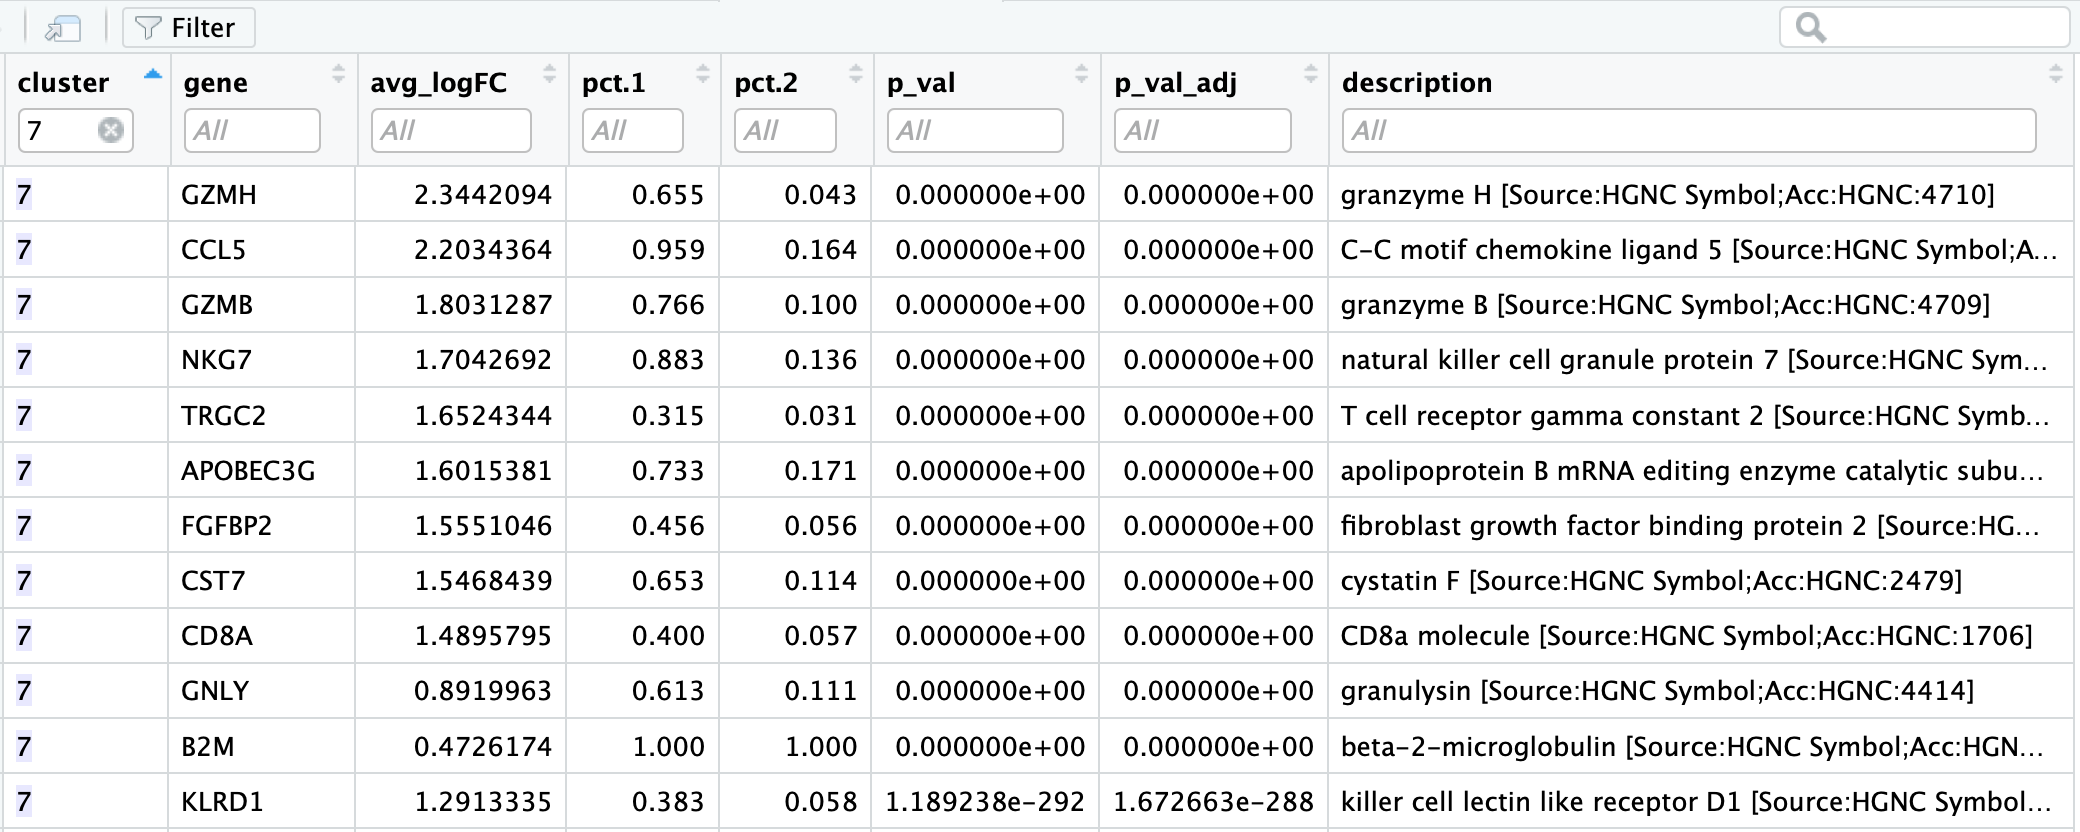 Filter
cluster gene avg_logFC pct.1 pct.2 p_val p_val_adj description
7 All All All All All All All
7 GZMH 2.3442094 0.655 0.043 0.000000e+00 0.000000e+00 granzyme H [Source:HGNC Symbol;Acc:HGNC:4710]
7 CCL5 2.2034364 0.959 0.164 0.000000e+00 0.000000e+00 C-C motif chemokine ligand 5 [Source:HGNC Symbol;A...
7 GZMB 1.8031287 0.766 0.100 0.000000e+00 0.000000e+00 granzyme B [Source:HGNC Symbol;Acc:HGNC:4709]
7 NKG7 1.7042692 0.883 0.136 0.000000e+00 0.000000e+00 natural killer cell granule protein 7 [Source:HGNC Sym...
7 TRGC2 1.6524344 0.315 0.031 0.000000e+00 0.000000e+00 T cell receptor gamma constant 2 [Source:HGNC Symb...
7 APOBEC3G 1.6015381 0.733 0.171 0.000000e+00 0.000000e+00 apolipoprotein B mRNA editing enzyme catalytic subu...
7 FGFBP2 1.5551046 0.456 0.056 0.000000e+00 0.000000e+00 fibroblast growth factor binding protein 2 [Source:HG...
7 CST7 1.5468439 0.653 0.114 0.000000e+00 0.000000e+00 cystatin F [Source:HGNC Symbol;Acc:HGNC:2479]
7 CD8A 1.4895795 0.400 0.057 0.000000e+00 0.000000e+00 CD8a molecule [Source:HGNC Symbol;Acc:HGNC:1706]
7 GNLY 0.8919963 0.613 0.111 0.000000e+00 0.000000e+00 granulysin [Source:HGNC Symbol;Acc:HGNC:4414]
7 B2M 0.4726174 1.000 1.000 0.000000e+00 0.000000e+00 beta-2-microglobulin [Source:HGNC Symbol;Acc:HGN...
7 KLRD1 1.2913335 0.383 0.058 1.189238e-292 1.672663e-288 killer cell lectin like receptor D1 [Source:HGNC Symbol...